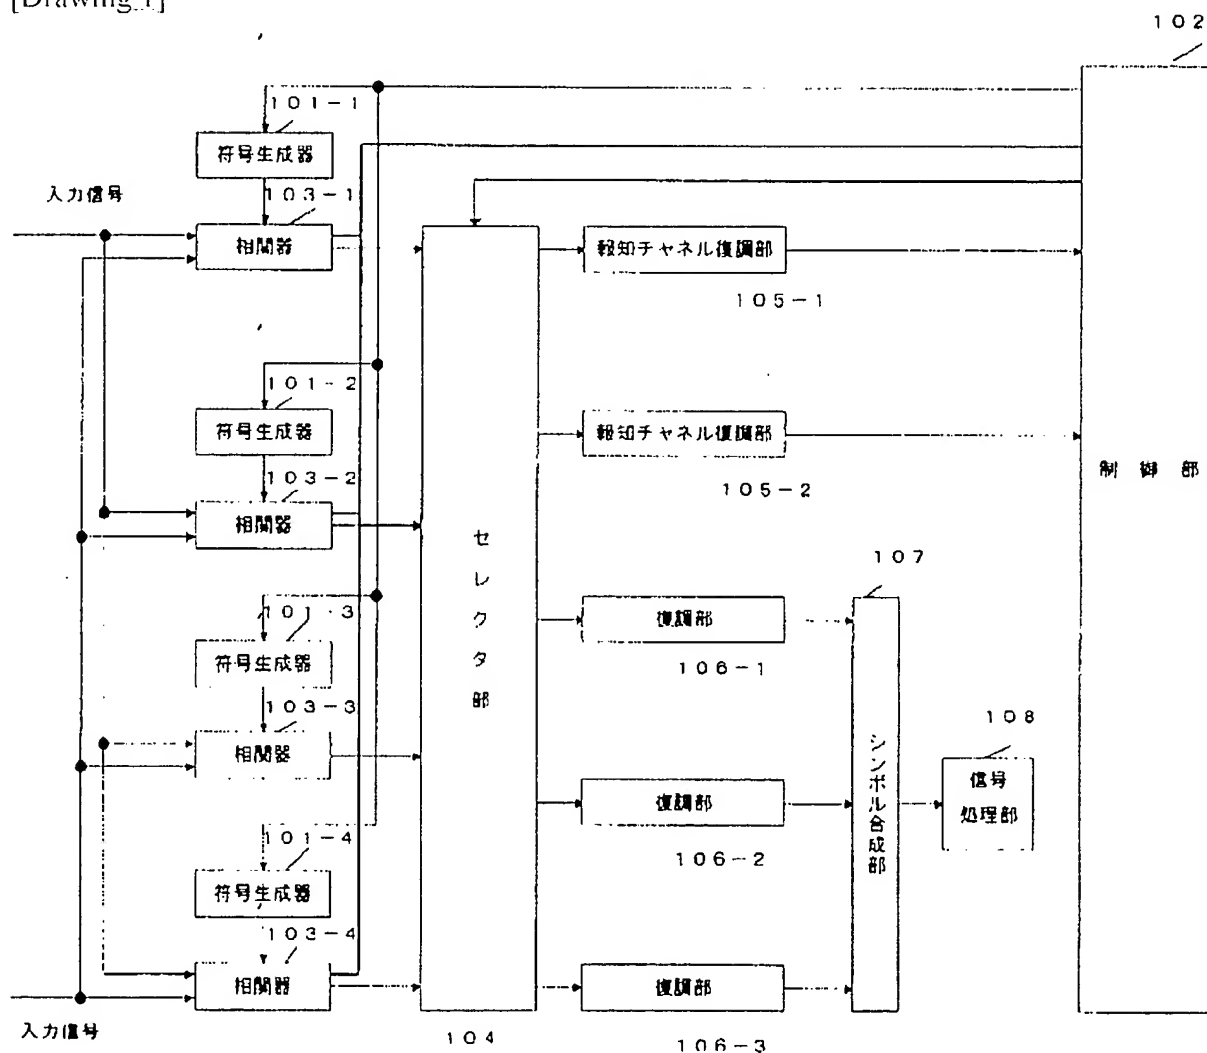 [Drawing 1]
102
101-1
符号生成器
入力信号
103-1
相関器
報知チャネル復調部
105-1
101-2
符号生成器
103-2
相関器
報知チャネル復調部
105-2
制御部
セレクタ部
107
101-3
符号生成器
復調部
106-1
103-3
相関器
シンボル合成部
108
信号
処理部
復調部
106-2
101-4
符号生成器
103-4
相関器
復調部
106-3
入力信号
104